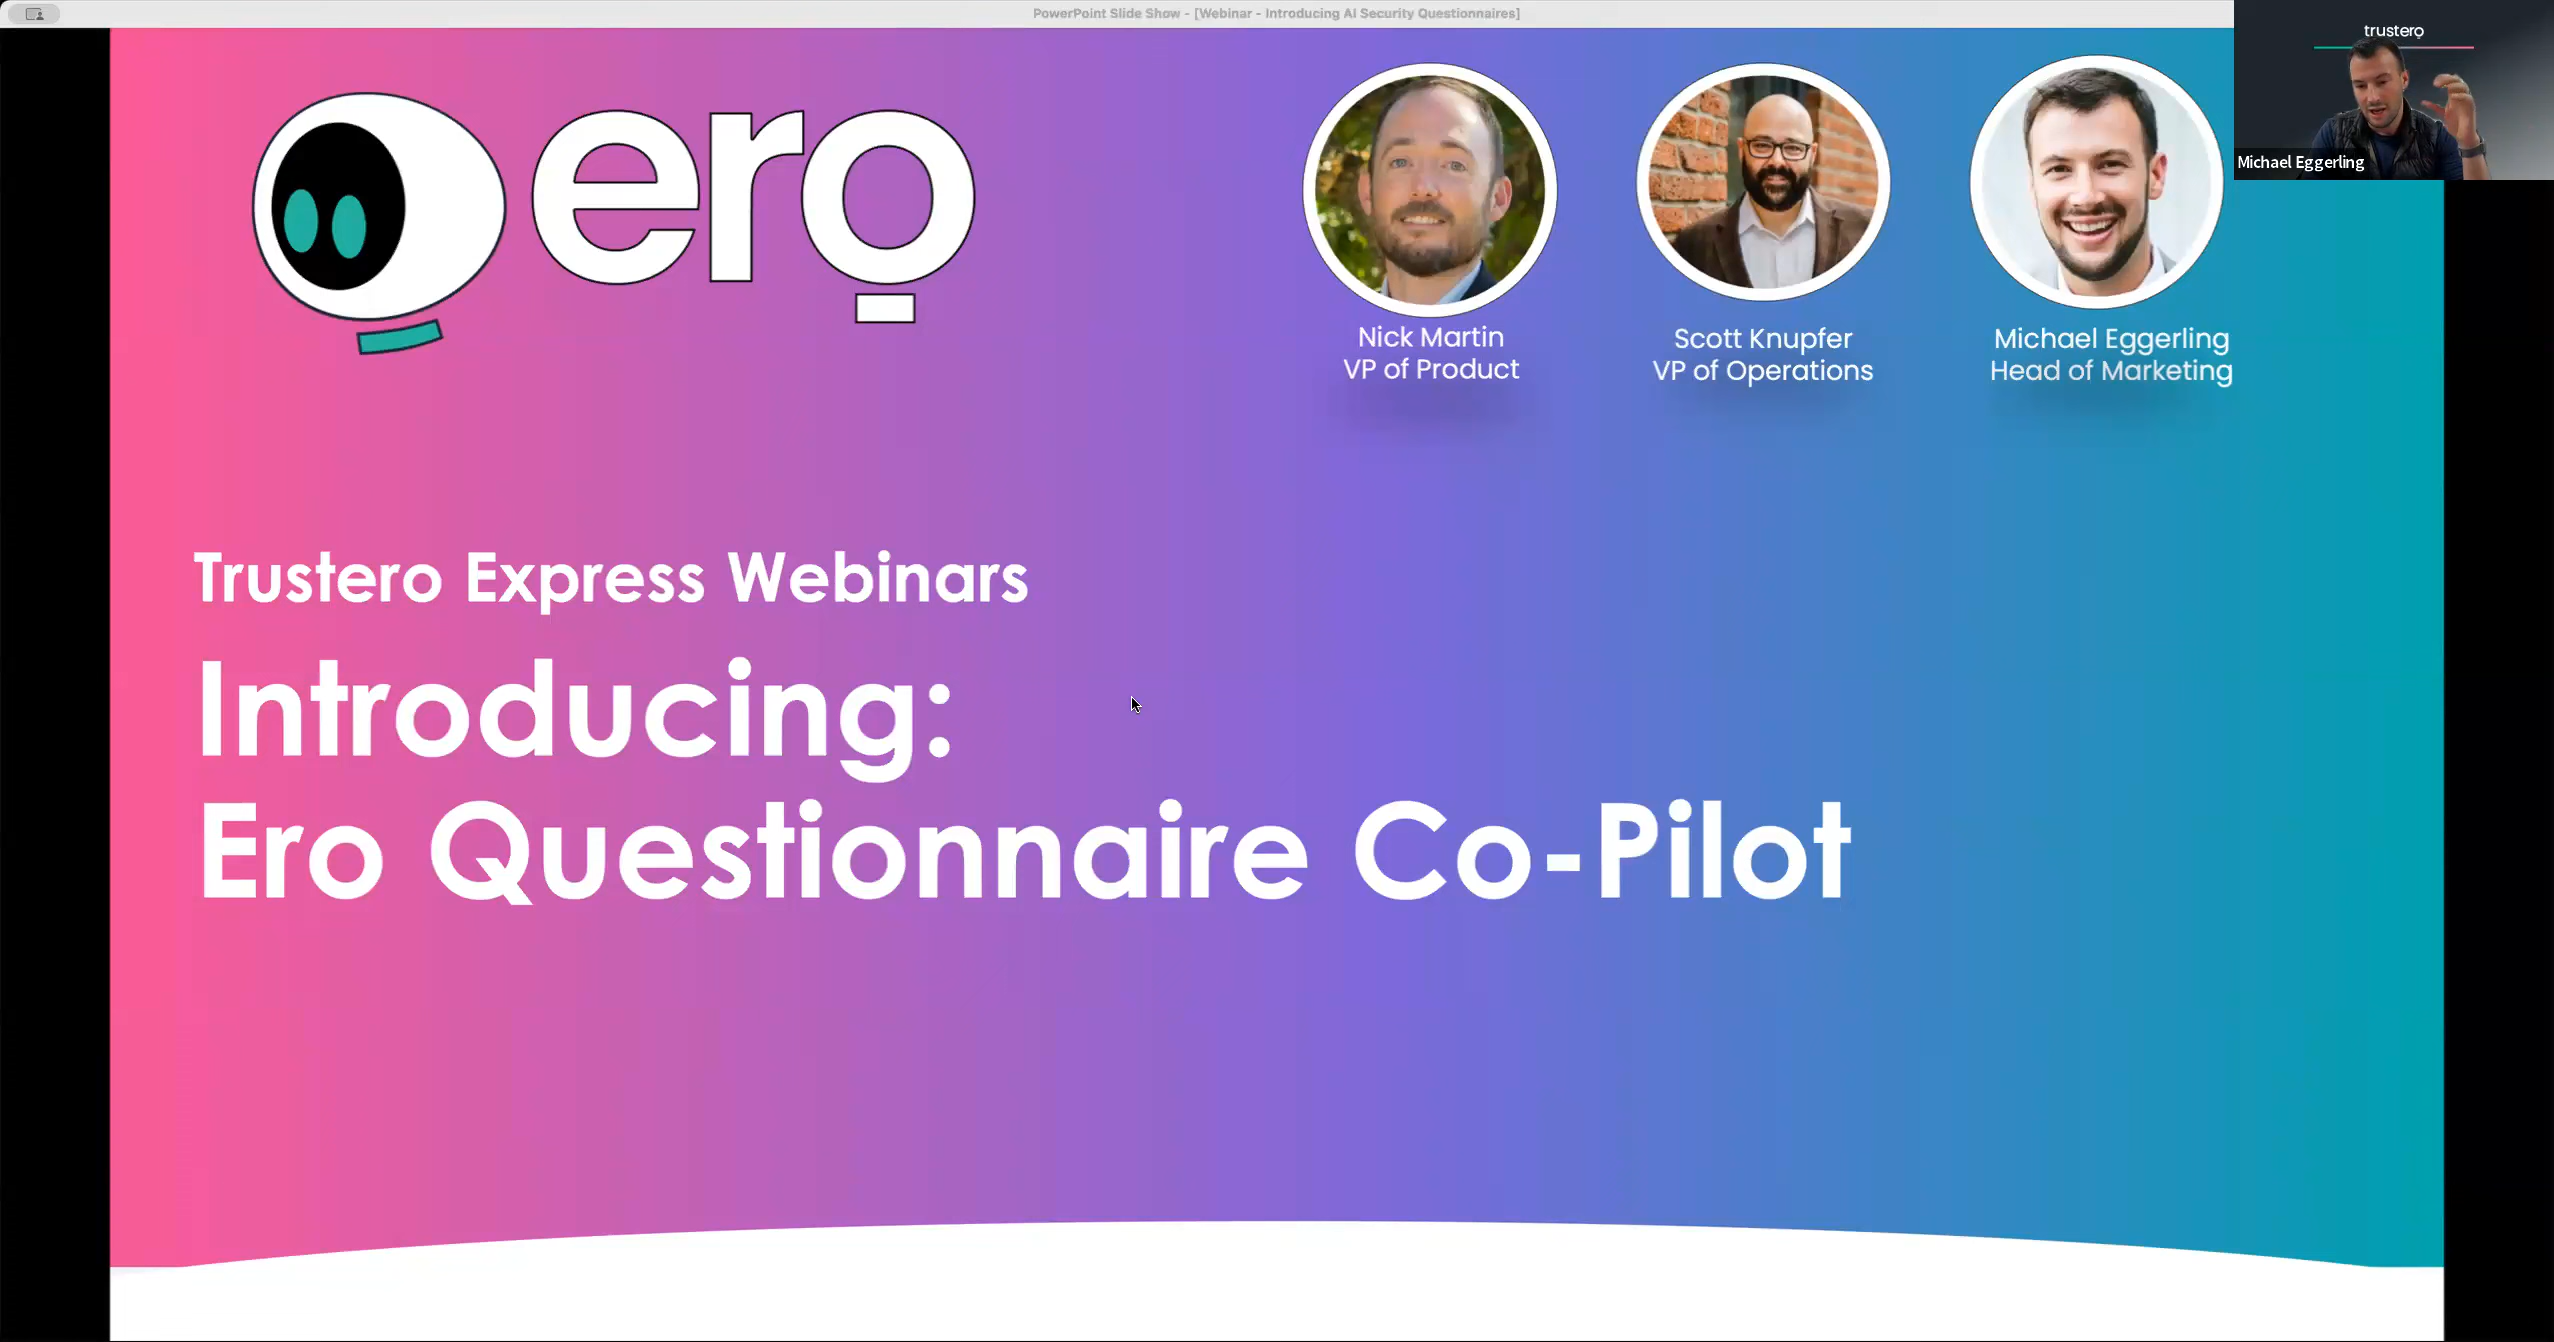 PowerPoint Slide Show - [Webinar - Introducing AI Security Questionnaires]
trustero
Michael Eggerling
ero
Nick Martin
VP of Product
Scott Knupfer
VP of Operations
Michael Eggerling
Head of Marketing
Trustero Express Webinars
Introducing:
Ero Questionnaire Co-Pilot